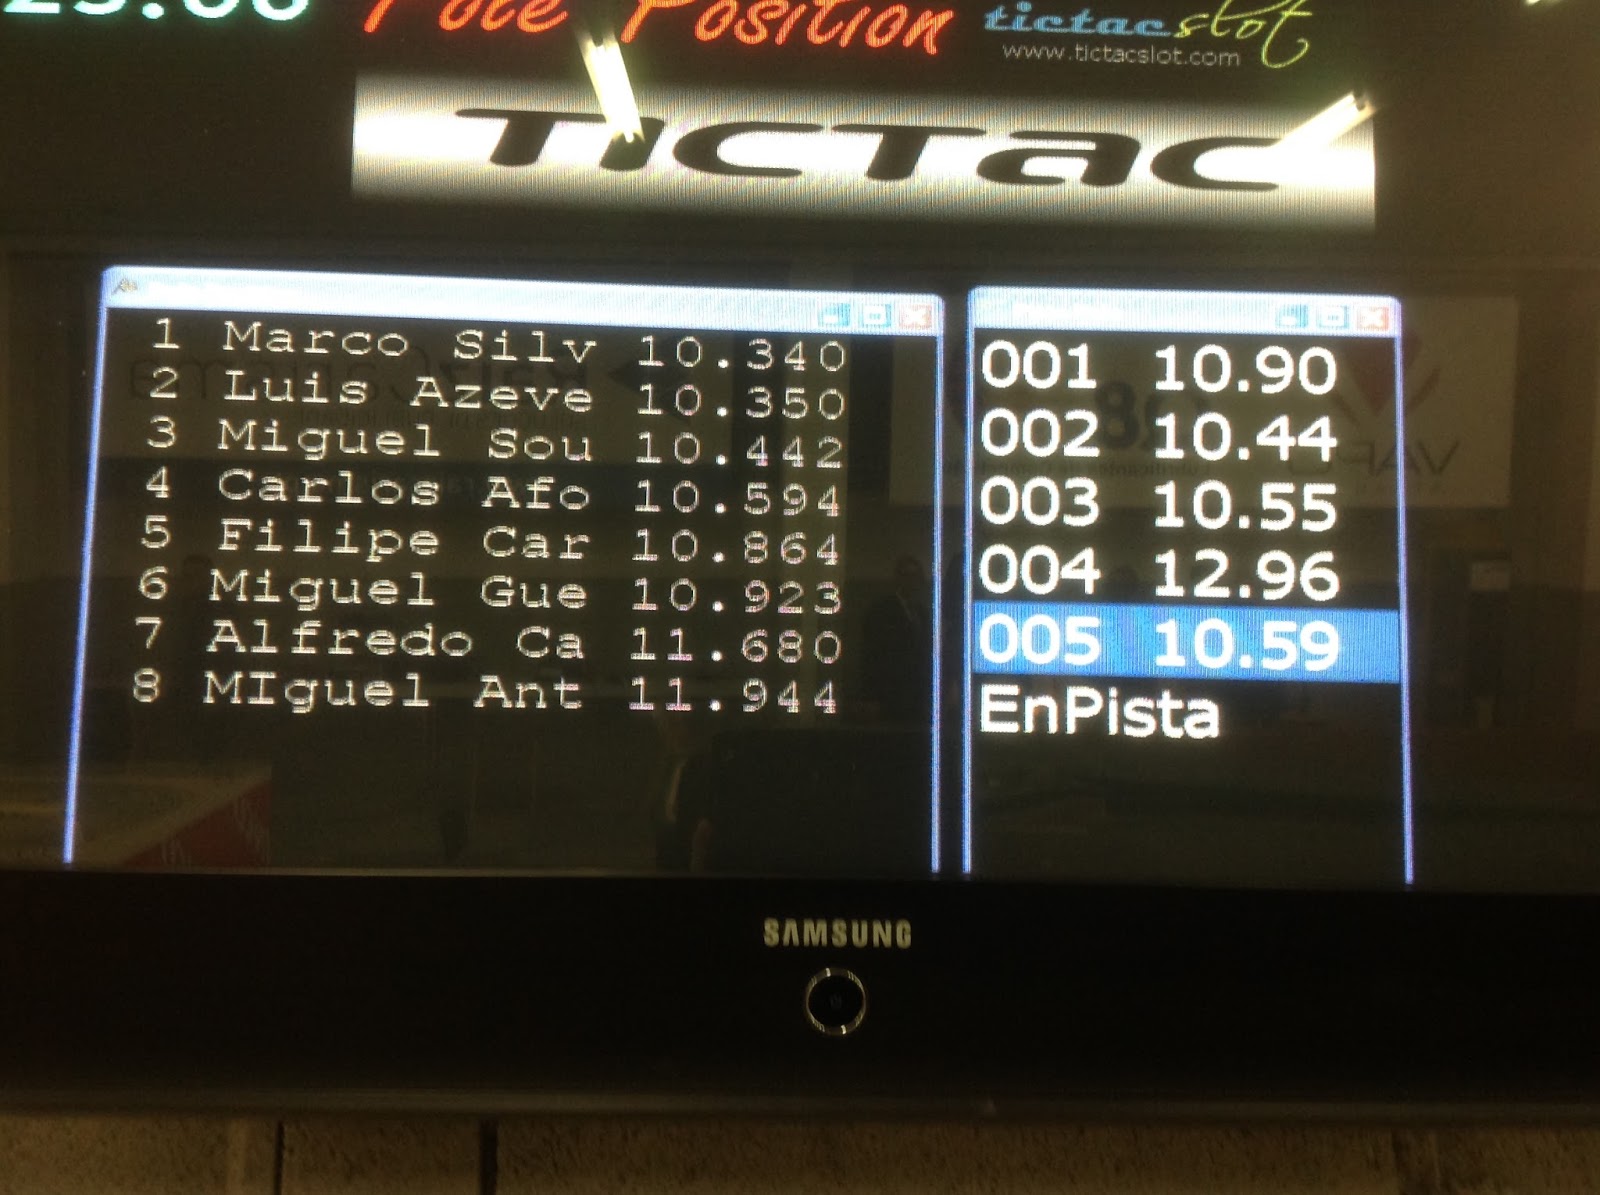 Pole Position
tictacslot
www.tictacslot.com
TICTAC
1 Marco Silv 10.340
2 Luis Azeve 10.350
3 Miguel Sou 10.442
4 Carlos Afo 10.594
5 Filipe Car 10.864
6 Miguel Gue 10.923
7 Alfredo Ca 11.680
8 MIguel Ant 11.944
001 10.90
002 10.44
003 10.55
004 12.96
005 10.59
EnPista
SAMSUNG